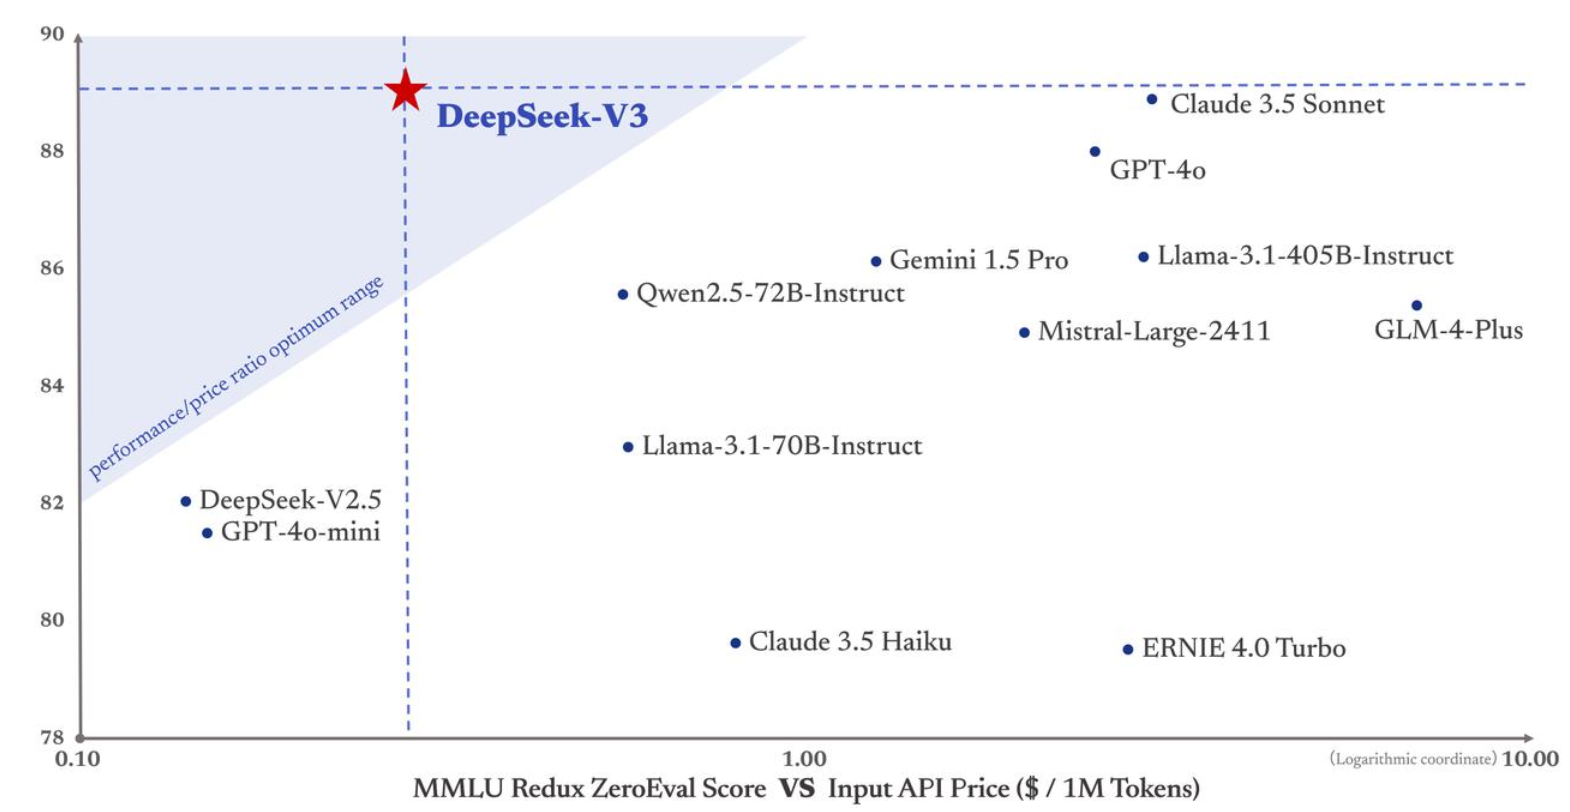 90
Claude 3.5 Sonnet
DeepSeek-V3
88
GPT-4o
86
Gemini 1.5 Pro
Llama-3.1-405B-Instruct
Qwen2.5-72B-Instruct
performance/price ratio optimum range
Mistral-Large-2411
GLM-4-Plus
84
Llama-3.1-70B-Instruct
82
DeepSeek-V2.5
GPT-4o-mini
80
Claude 3.5 Haiku
ERNIE 4.0 Turbo
78
0.10
1.00
(Logarithmic coordinate) 10.00
MMLU Redux ZeroEval Score VS Input API Price ($ / 1M Tokens)